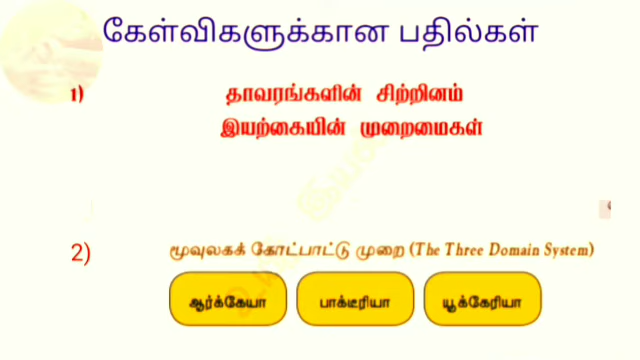 கேள்விகளுக்கான பதில்கள்
1) தாவரங்களின் சிற்றினம்
இயற்கையின் முறைமைகள்
2) மூவுலகக் கோட்பாட்டு முறை (The Three Domain System)
ஆர்க்கேயா பாக்டீரியா யூக்கேரியா